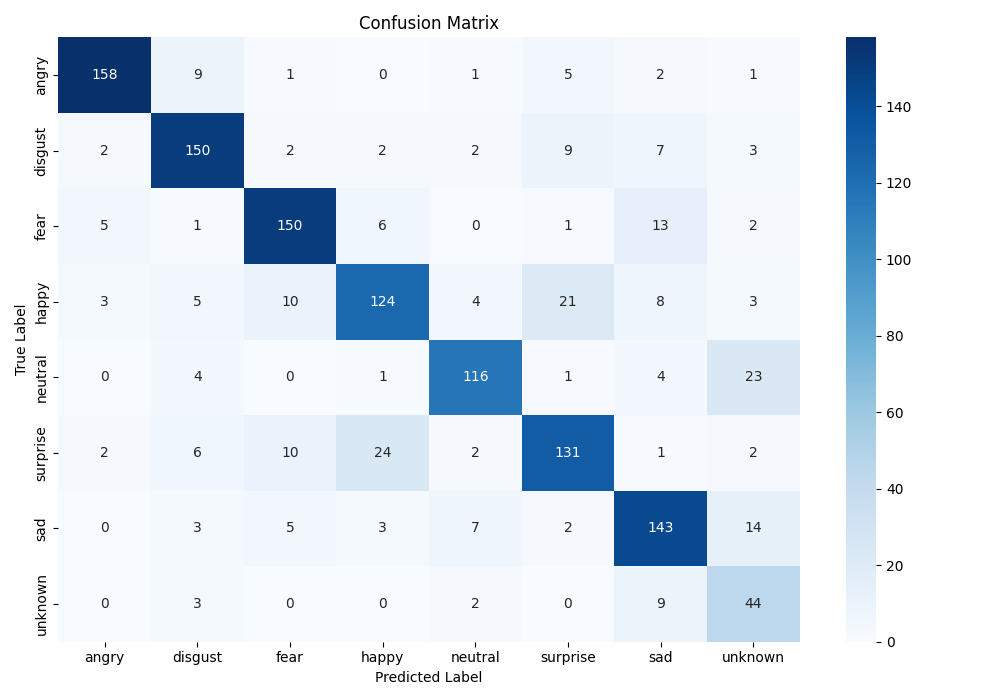 Confusion Matrix
True Label
angry 158 9 1 0 1 5 2 1
disgust 2 150 2 2 2 9 7 3
fear 5 1 150 6 0 1 13 2
happy 3 5 10 124 4 21 8 3
neutral 0 4 0 1 116 1 4 23
surprise 2 6 10 24 2 131 1 2
sad 0 3 5 3 7 2 143 14
unknown 0 3 0 0 2 0 9 44
angry disgust fear happy neutral surprise sad unknown
Predicted Label
140
120
100
80
60
40
20
0